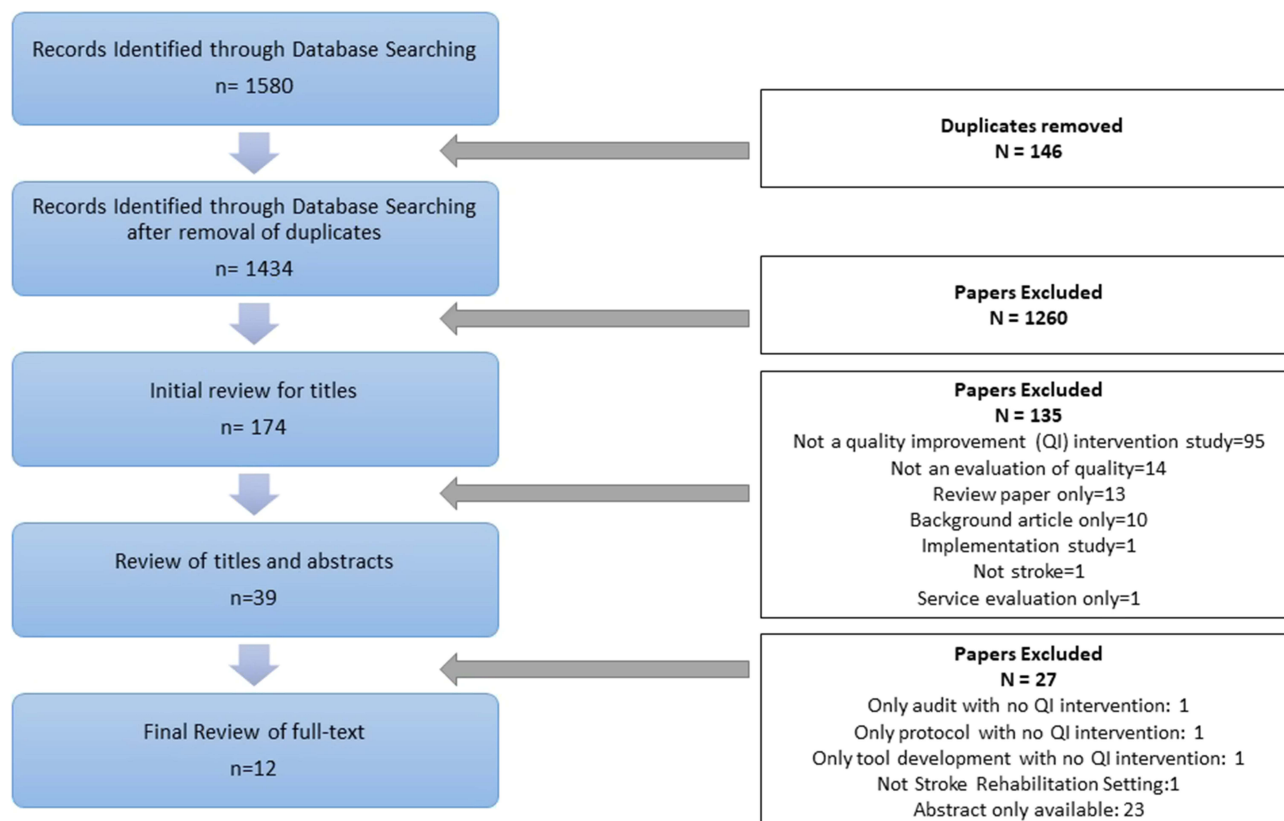 Records Identified through Database Searching
n= 1580
Duplicates removed
N = 146
Records Identified through Database Searching
after removal of duplicates
n= 1434
Papers Excluded
N = 1260
Initial review for titles
n= 174
Papers Excluded
N = 135
Not a quality improvement (QI) intervention study=95
Not an evaluation of quality=14
Review paper only=13
Background article only=10
Implementation study=1
Not stroke=1
Service evaluation only=1
Review of titles and abstracts
n=39
Papers Excluded
N = 27
Only audit with no QI intervention: 1
Only protocol with no QI intervention: 1
Only tool development with no QI intervention: 1
Not Stroke Rehabilitation Setting:1
Abstract only available: 23
Final Review of full-text
n=12